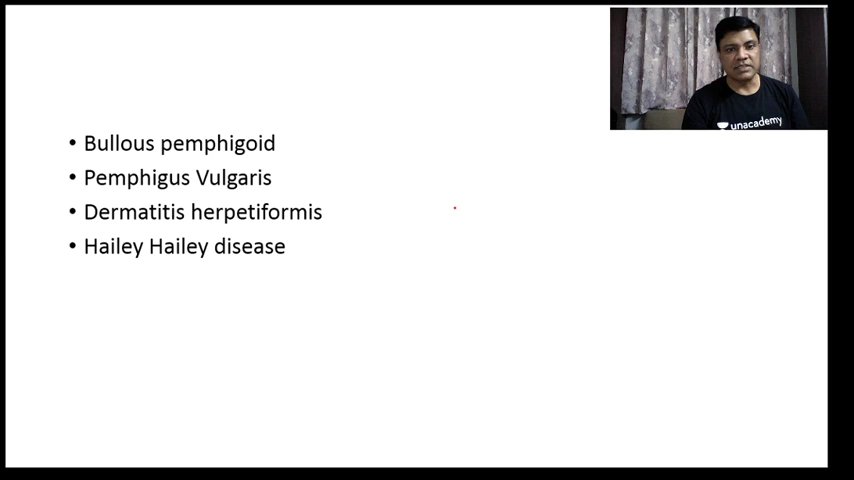 unacademy
• Bullous pemphigoid
• Pemphigus Vulgaris
• Dermatitis herpetiformis
• Hailey Hailey disease